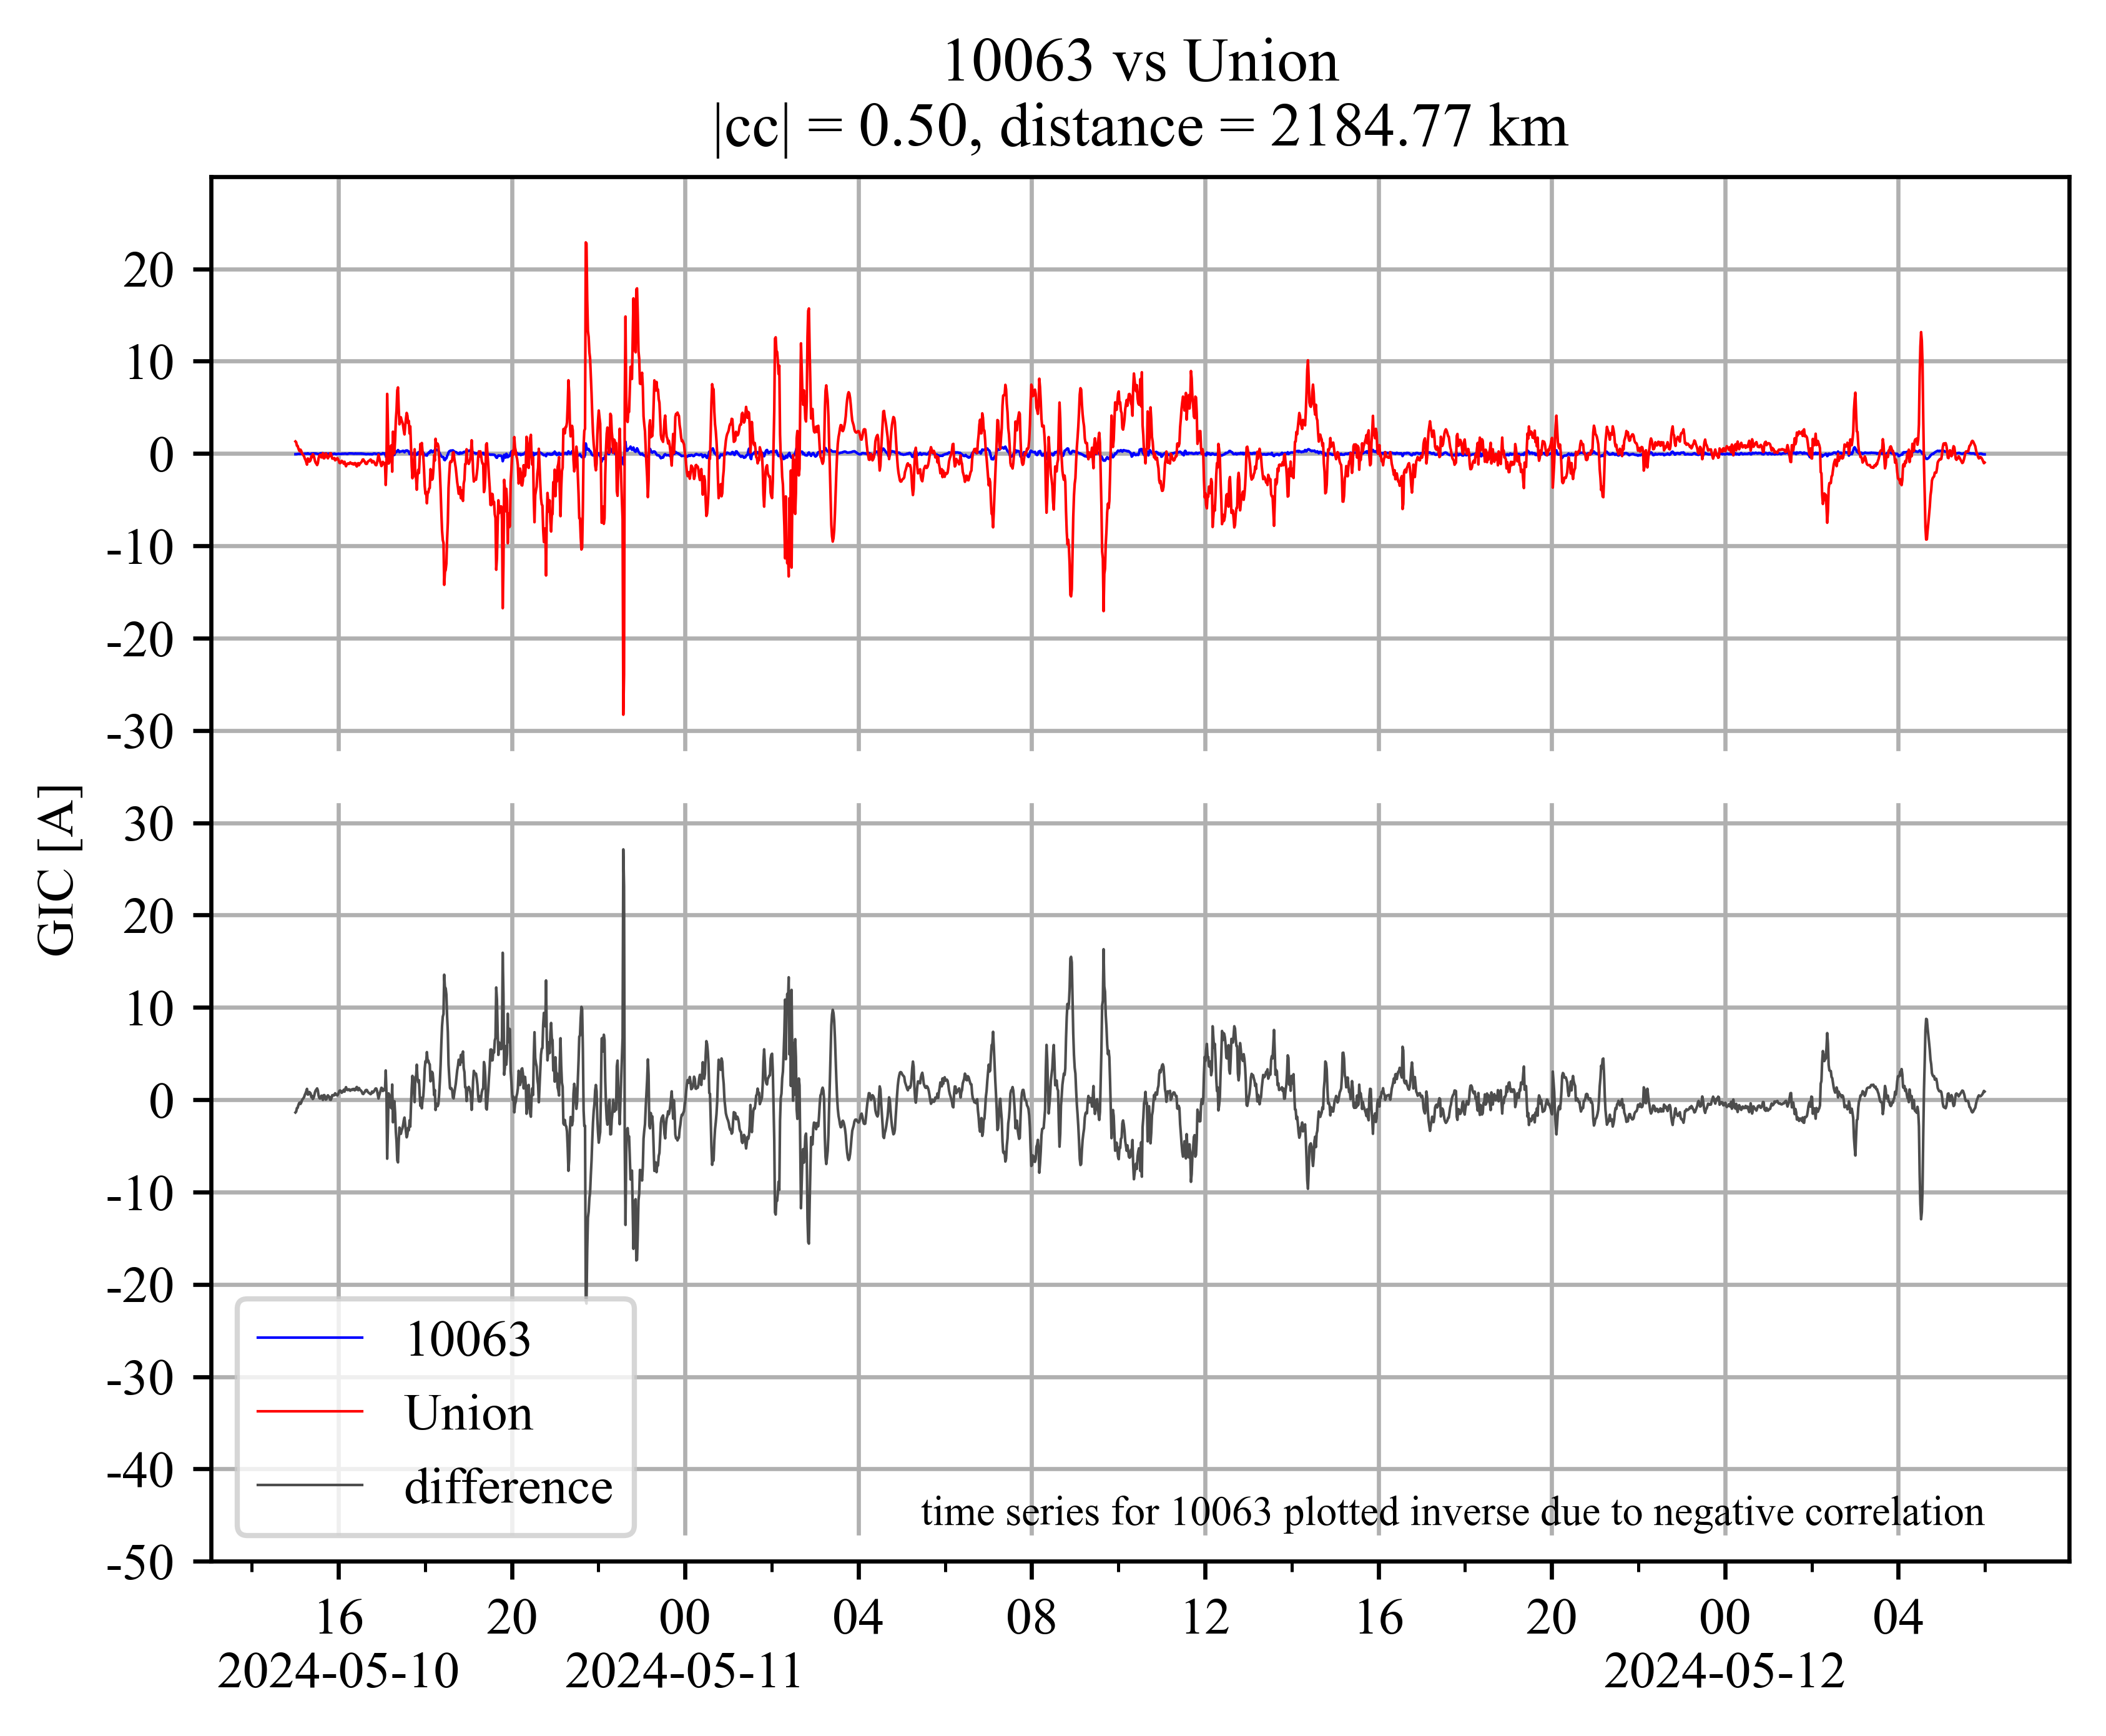 10063 vs Union
|cc| = 0.50, distance = 2184.77 km
GIC [A]
20
10
0
-10
-20
-30
30
20
10
0
-10
-20
-30
-40
-50
10063
Union
difference
time series for 10063 plotted inverse due to negative correlation
16 20 00 04 08 12 16 20 00 04
2024-05-10 2024-05-11 2024-05-12